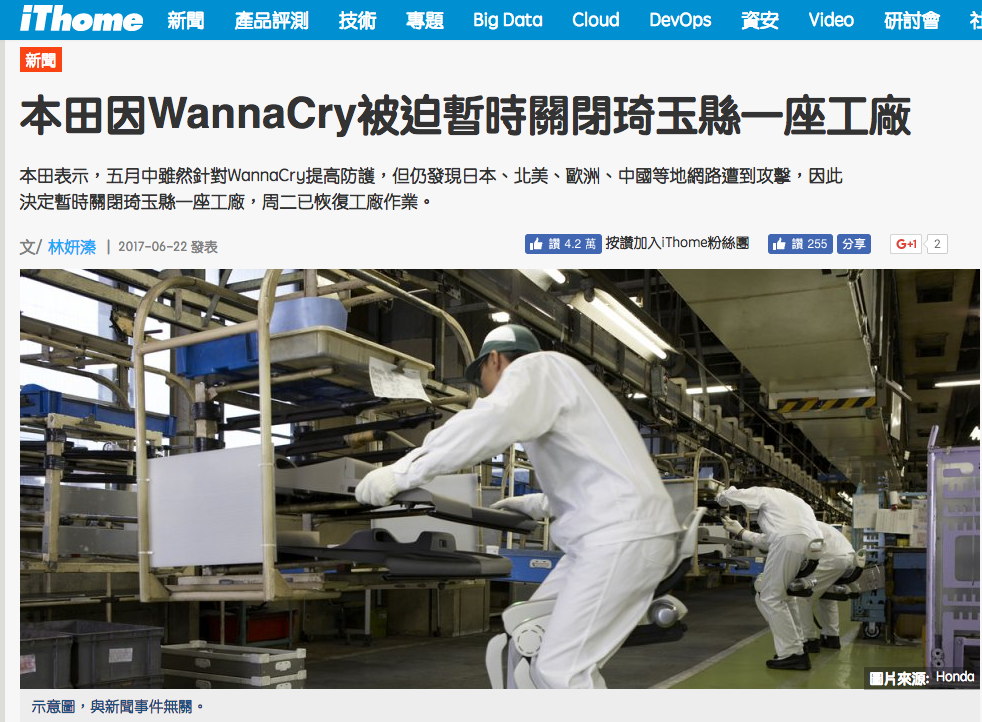 iThome 新聞 產品評測 技術 專題 Big Data Cloud DevOps 資安 Video 研討會 社
新聞
本田因WannaCry被迫暫時關閉琦玉縣一座工廠
本田表示，五月中雖然針對WannaCry提高防護，但仍發現日本、北美、歐洲、中國等地網路遭到攻擊，因此
決定暫時關閉琦玉縣一座工廠，周二已恢復工廠作業。
文/ 林妍溱 | 2017-06-22 發表 讚 4.2 萬 按讚加入iThome粉絲團 讚 255 分享 G+1 2
圖片來源: Honda
示意圖，與新聞事件無關。